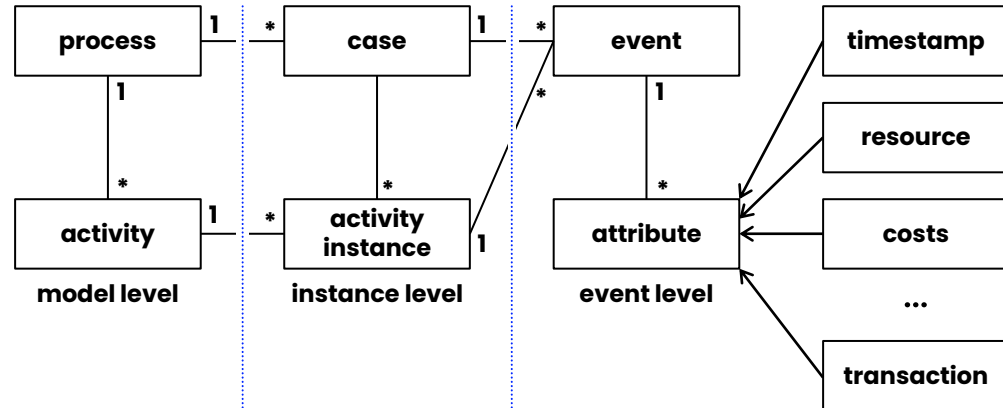 process
1
*
case
1
*
event
timestamp
1
*
1
resource
*
*
*
activity
1
*
activity
instance
1
attribute
costs
model level
instance level
event level
...
transaction